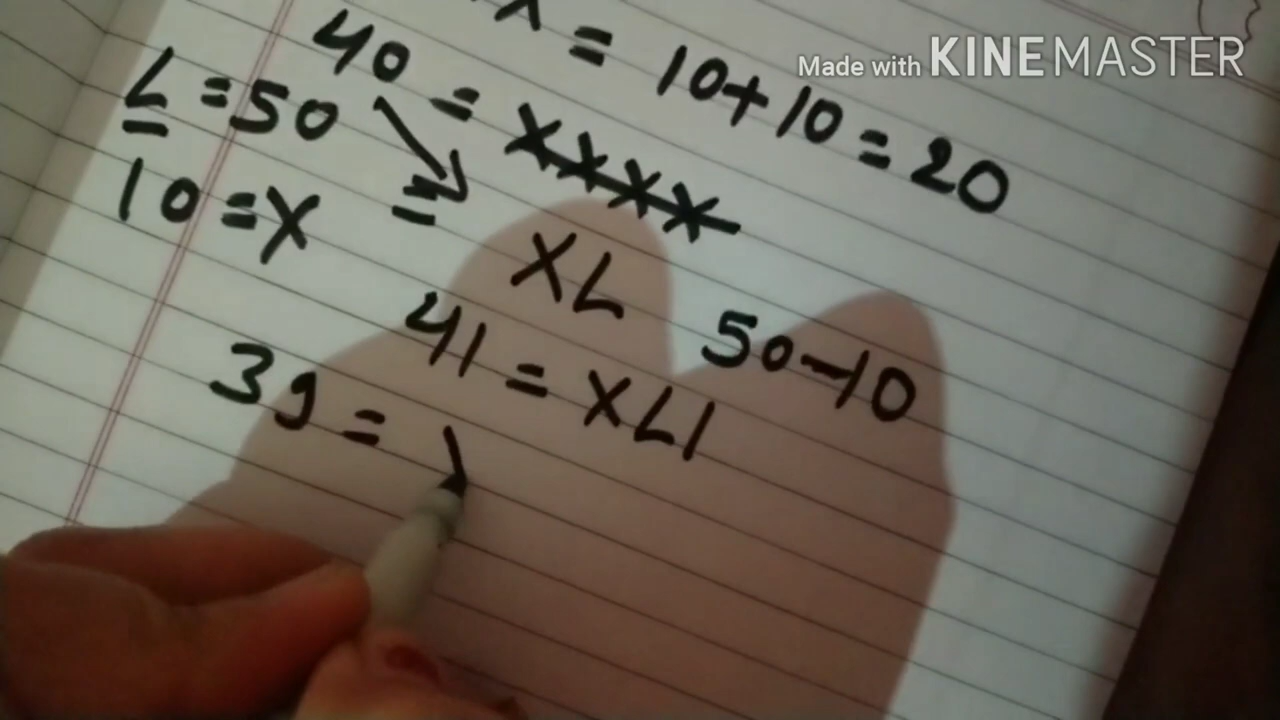 Made with KINEMASTER
X = 10+10=20
40 = XXXX
L =50
10 =X = XL 50-10
41 = XLI
39 =